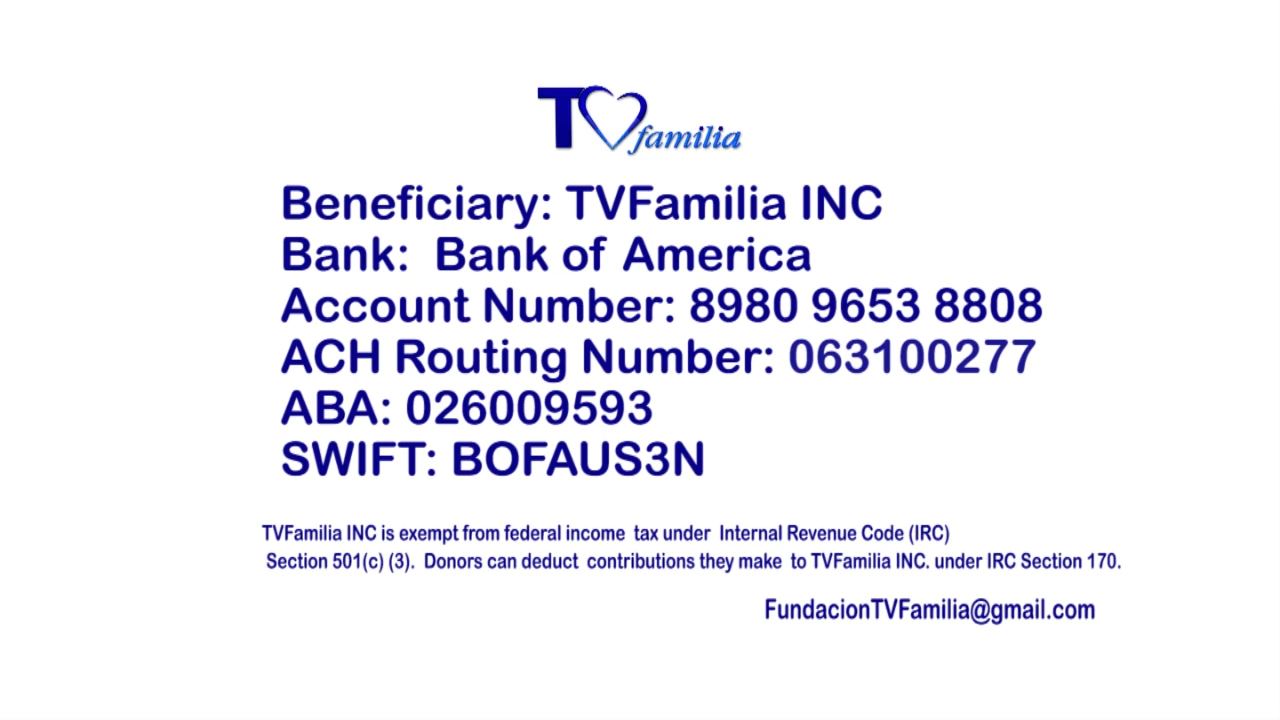 TV familia
Beneficiary: TVFamilia INC
Bank: Bank of America
Account Number: 8980 9653 8808
ACH Routing Number: 063100277
ABA: 026009593
SWIFT: BOFAUS3N
TVFamilia INC is exempt from federal income tax under Internal Revenue Code (IRC)
Section 501(c) (3). Donors can deduct contributions they make to TVFamilia INC. under IRC Section 170.
FundacionTVFamilia@gmail.com